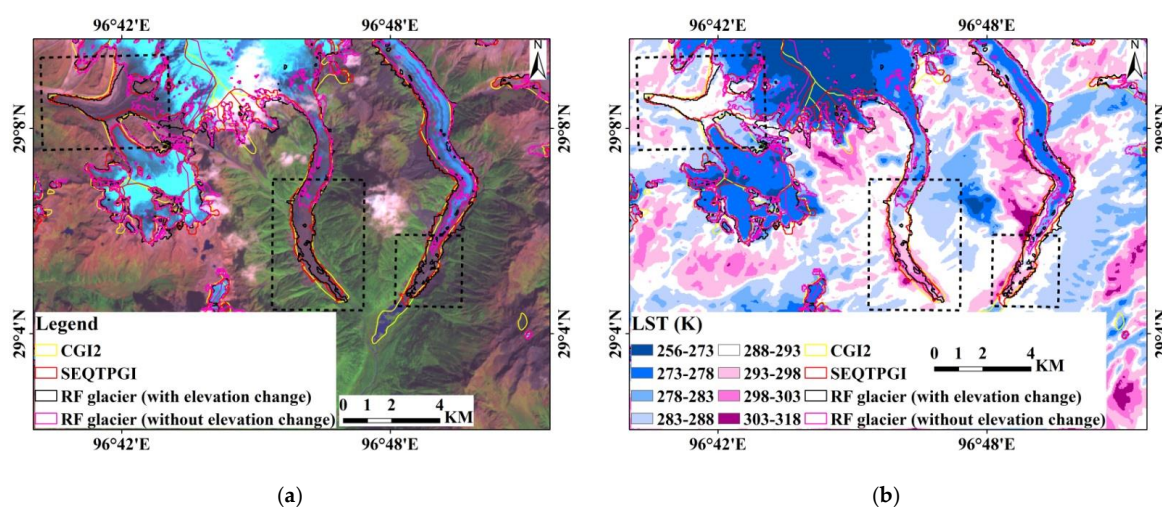 96°42'E 96°48'E 96°42'E 96°48'E
N N
29°8'N 29°8'N 29°8'N
29°4'N 29°4'N 29°4'N
Legend
CGI2
SEQTPGI
RF glacier (with elevation change)
RF glacier (without elevation change)
0 1 2 4
KM
LST (K)
256-273 288-293 CGI2
273-278 293-298 SEQTPGI
278-283 298-303 RF glacier (with elevation change)
283-288 303-318 RF glacier (without elevation change)
0 1 2 4
KM
96°42'E 96°48'E 96°42'E 96°48'E
(a) (b)